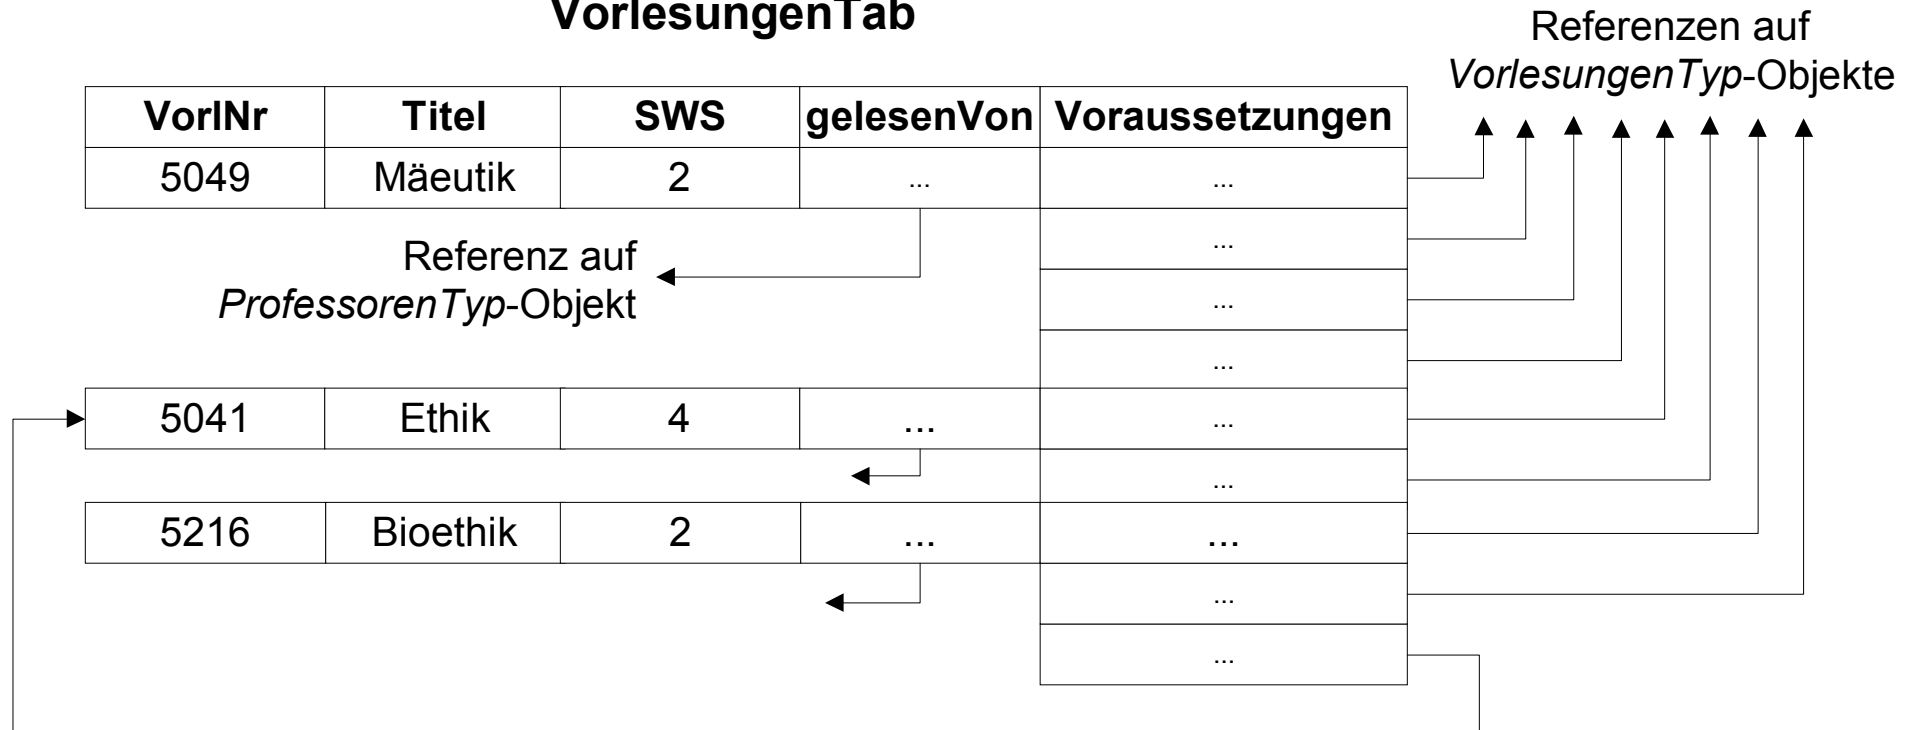 VorlesungenTab
Referenzen auf
VorlesungenTyp-Objekte
VorlNr Titel SWS gelesenVon Voraussetzungen
5049 Mäeutik 2 ... ...
...
Referenz auf
ProfessorenTyp-Objekt
...
...
5041 Ethik 4 ... ...
...
5216 Bioethik 2 ... ...
...
...